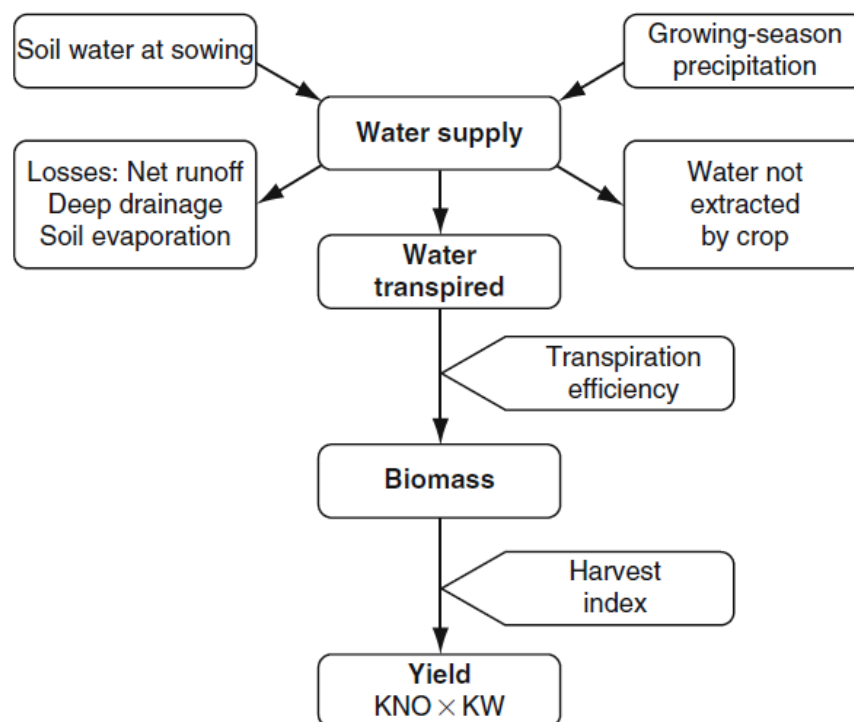 Soil water at sowing
Growing-season
precipitation
Water supply
Losses: Net runoff
Deep drainage
Soil evaporation
Water not
extracted
by crop
Water
transpired
Transpiration
efficiency
Biomass
Harvest
index
Yield
KNO × KW